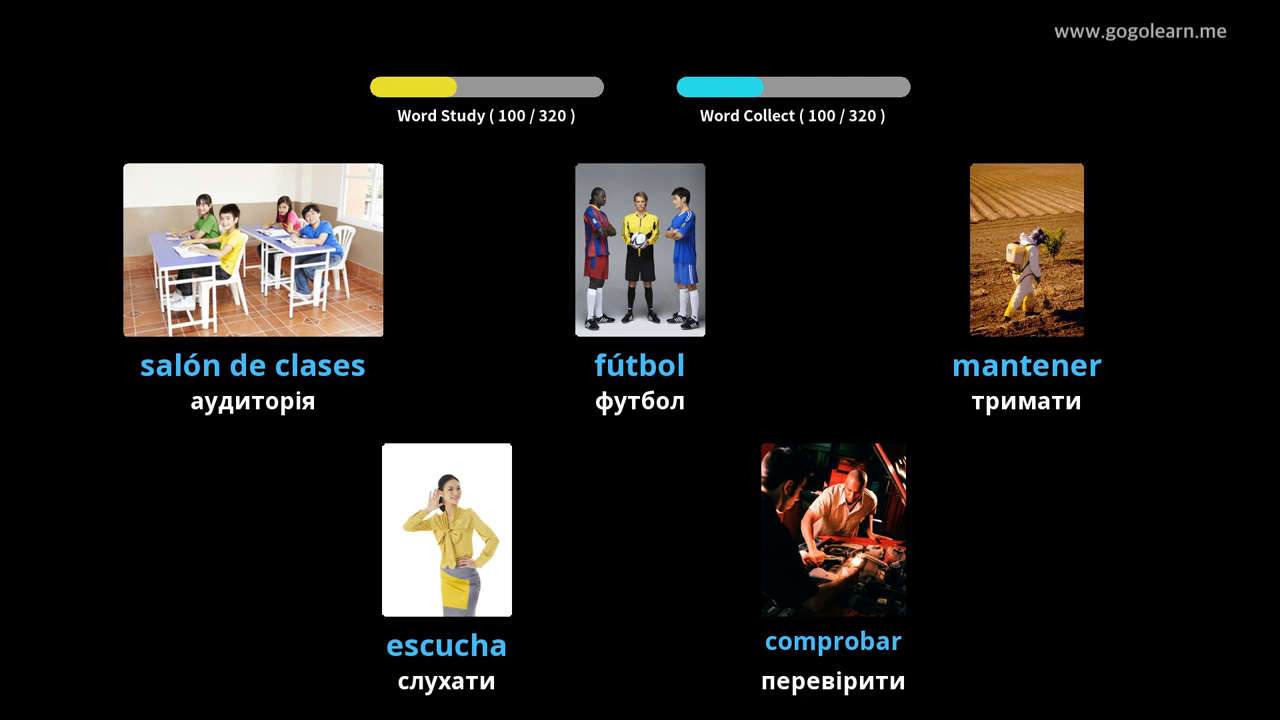 www.gogolearn.me
Word Study ( 100 / 320 )
Word Collect ( 100 / 320 )
salón de clases
аудиторія
fútbol
футбол
mantener
тримати
escucha
слухати
comprobar
перевірити